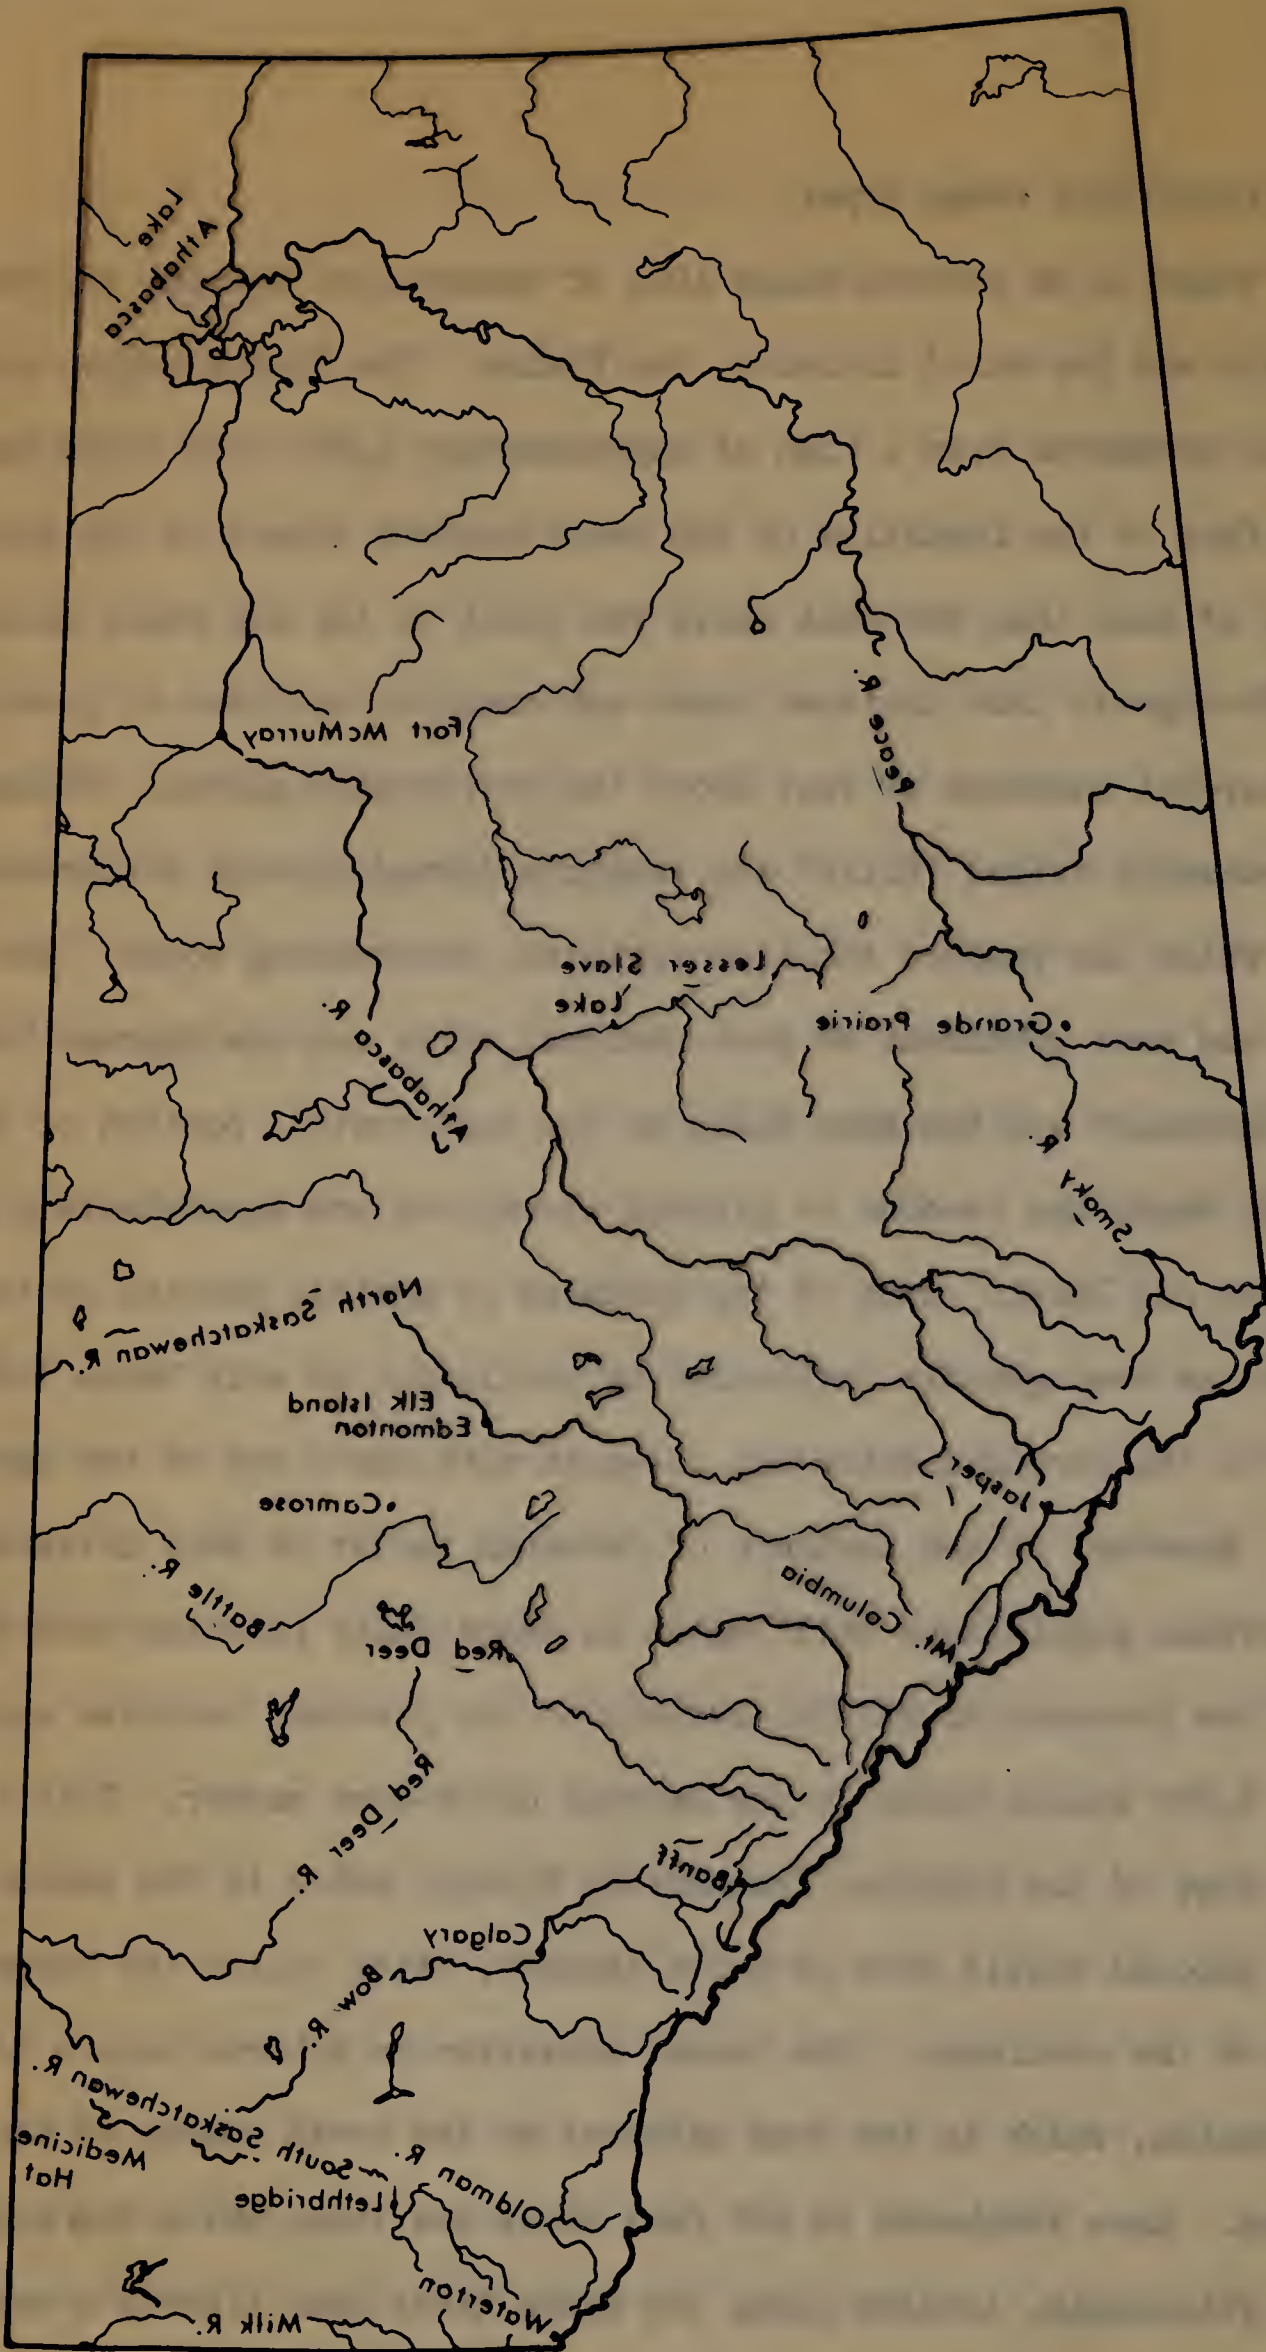 Lake
Athabasca
Peace R.
Fort McMurray
Lesser Slave
Lake
Grande Prairie
Athabasca R.
Smoky R.
North Saskatchewan R.
Elk Island
Edmonton
Jasper
Camrose
Mt. Columbia
Battle R.
Red Deer
Red Deer R.
Banff
Calgary
Bow R.
South Saskatchewan R.
Medicine
Hat
Oldman R.
Lethbridge
Waterton
Milk R.